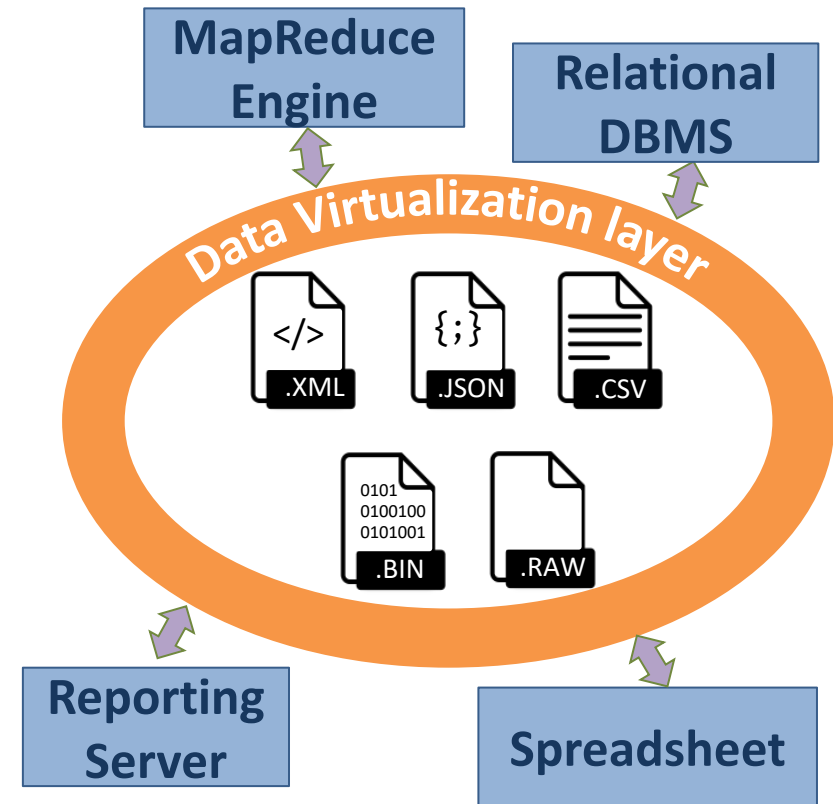 MapReduce
Engine
Relational
DBMS
Data Virtualization layer
</>
.XML
{;}
.JSON
.CSV
0101
0100100
0101001
.BIN
.RAW
Reporting
Server
Spreadsheet